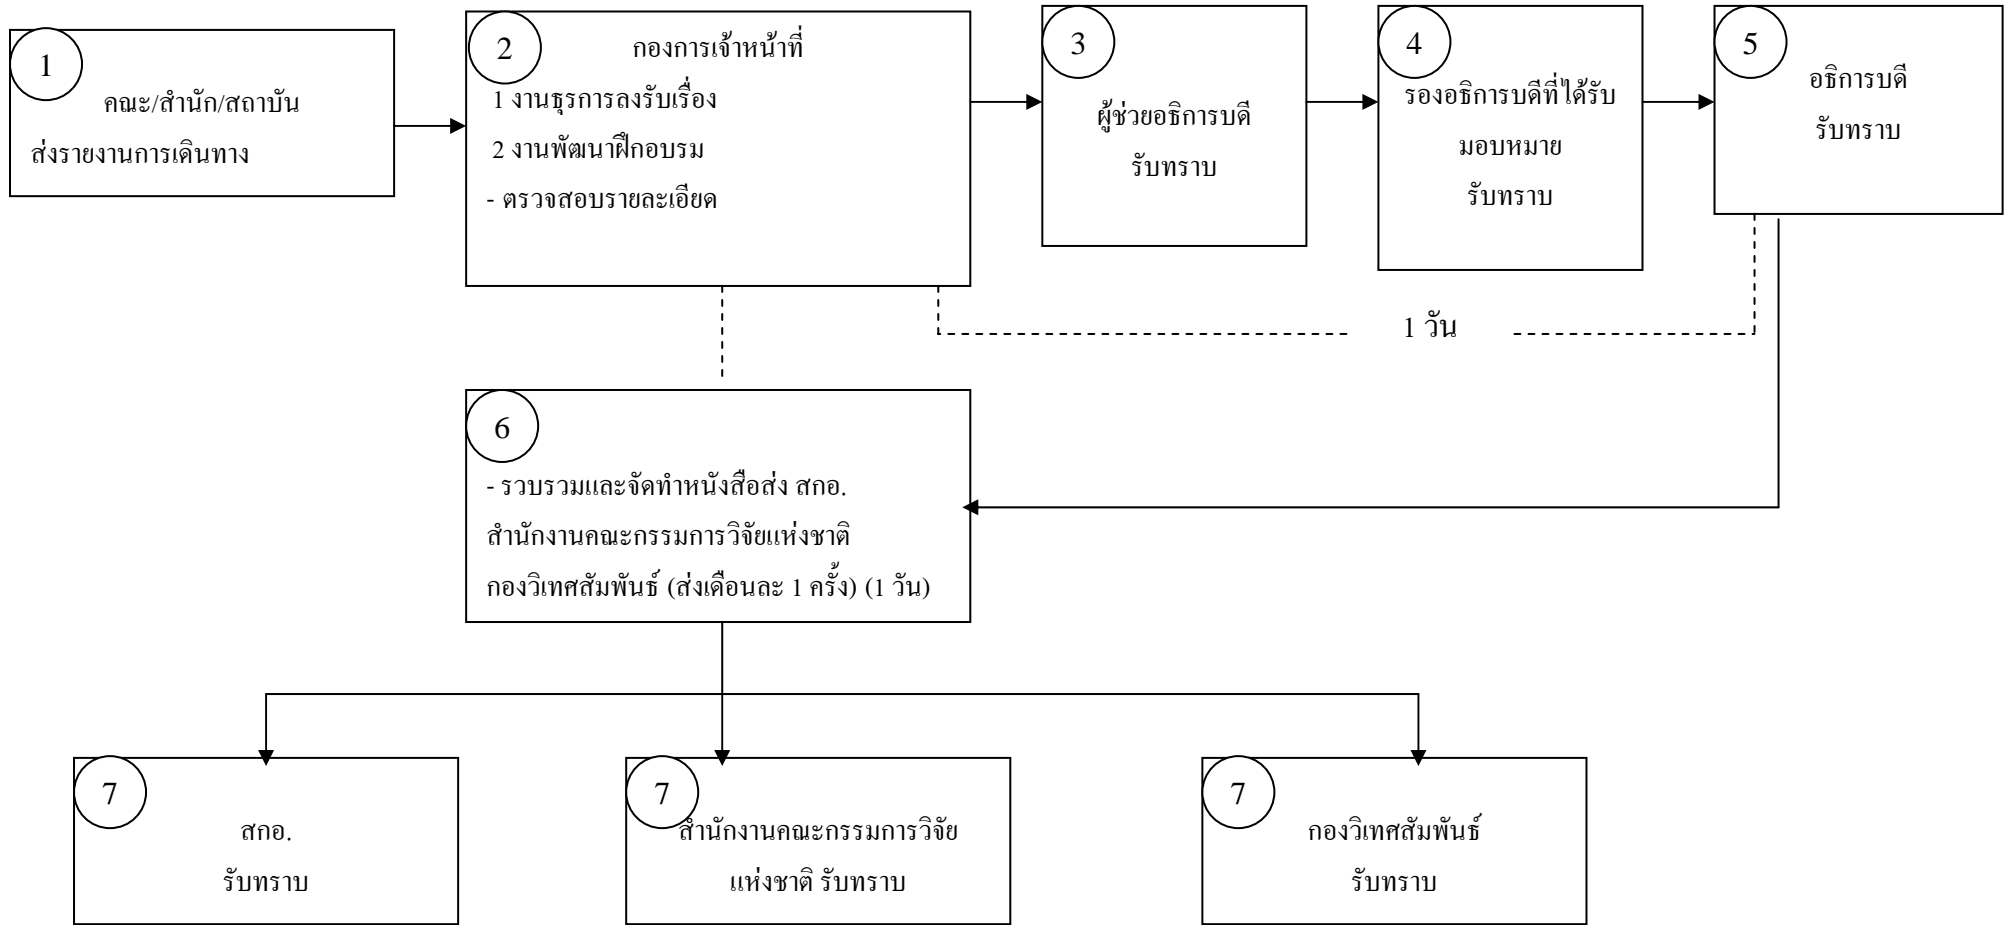 1
คณะ/สำนัก/สถาบัน
ส่งรายงานการเดินทาง
2
กองการเจ้าหน้าที่
1 งานธุรการลงรับเรื่อง
2 งานพัฒนาฝึกอบรม
- ตรวจสอบรายละเอียด
3
ผู้ช่วยอธิการบดี
รับทราบ
4
รองอธิการบดีที่ได้รับ
มอบหมาย
รับทราบ
5
อธิการบดี
รับทราบ
1 วัน
6
- รวบรวมและจัดทำหนังสือส่ง สกอ.
สำนักงานคณะกรรมการวิจัยแห่งชาติ
กองวิเทศสัมพันธ์ (ส่งเดือนละ 1 ครั้ง) (1 วัน)
7
สกอ.
รับทราบ
7
สำนักงานคณะกรรมการวิจัย
แห่งชาติ รับทราบ
7
กองวิเทศสัมพันธ์
รับทราบ